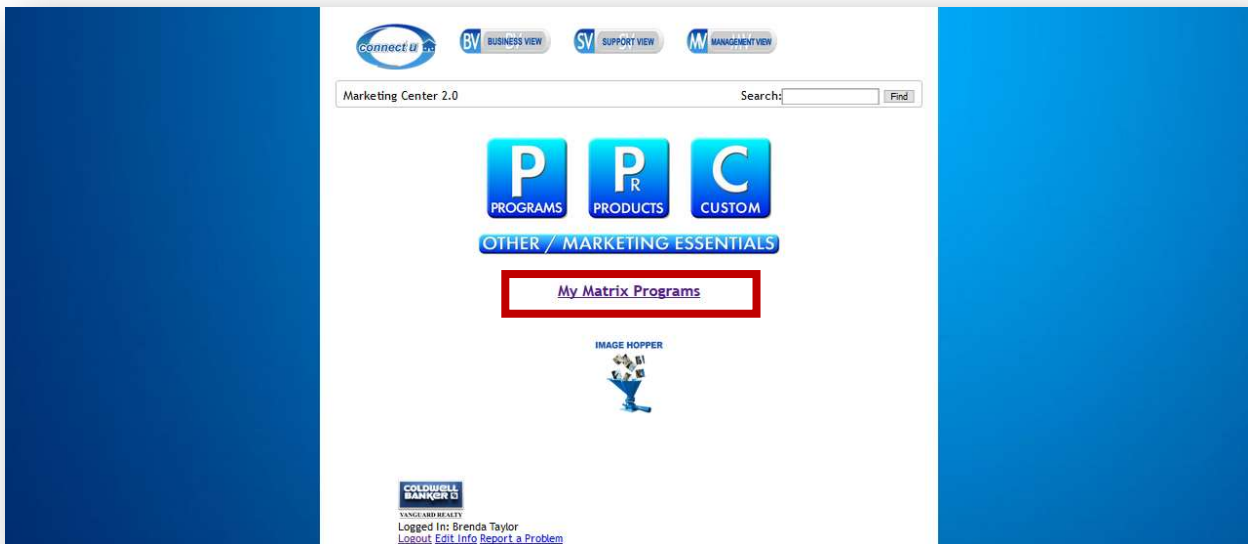 connect u
BV BUSINESS VIEW
SV SUPPORT VIEW
MV MANAGEMENT VIEW
Marketing Center 2.0 Search: Find
P PROGRAMS
PR PRODUCTS
C CUSTOM
OTHER / MARKETING ESSENTIALS
My Matrix Programs
IMAGE HOPPER
COLDWELL
BANKER
VANGUARD REALTY
Logged In: Brenda Taylor
Logout Edit Info Report a Problem